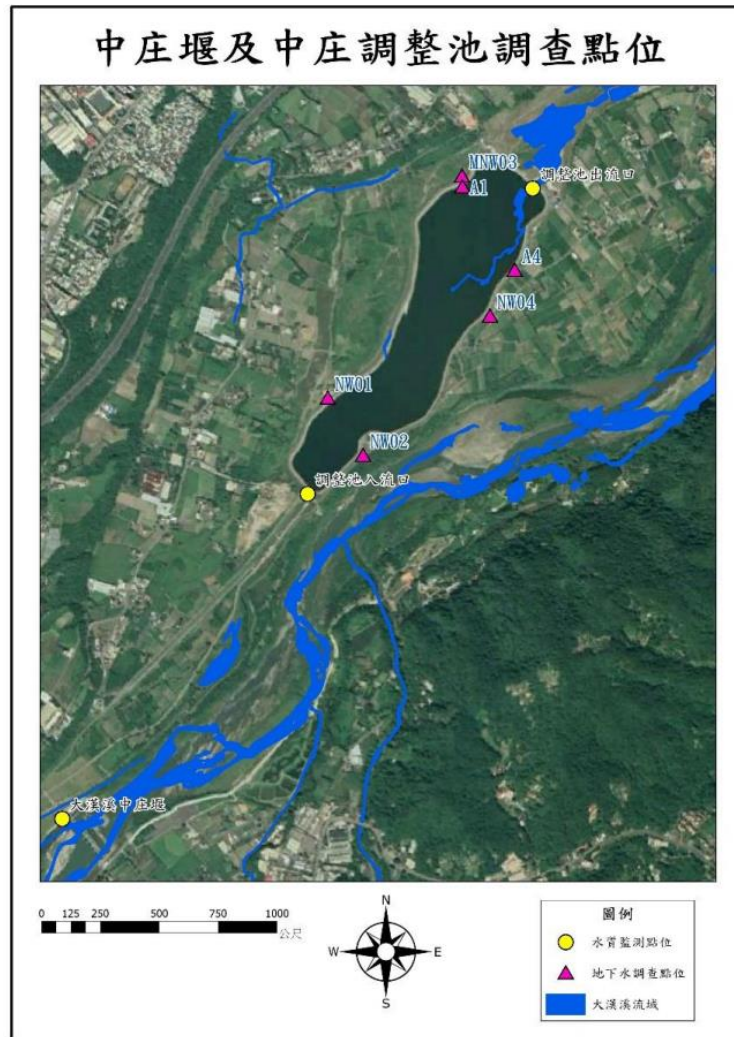 中庄堰及中庄調整池調查點位
MNW03
調整池出流口
A1
A4
NW04
NW01
NW02
調整池入流口
大漢溪中庄堰
0 125 250 500 750 1000
公尺
N
W E
S
圖例
水質監測點位
地下水調查點位
大漢溪流域